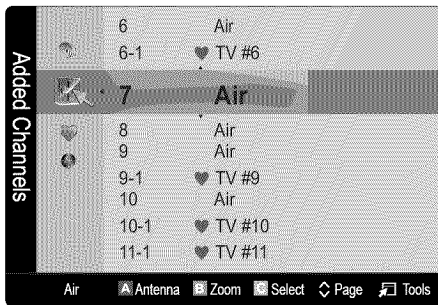 Added Channels
6 Air
6-1 ♥ TV #6
7 Air
8 Air
9 Air
9-1 ♥ TV #9
10 Air
10-1 ♥ TV #10
11-1 ♥ TV #11
Air A Antenna B Zoom C Select Page Tools